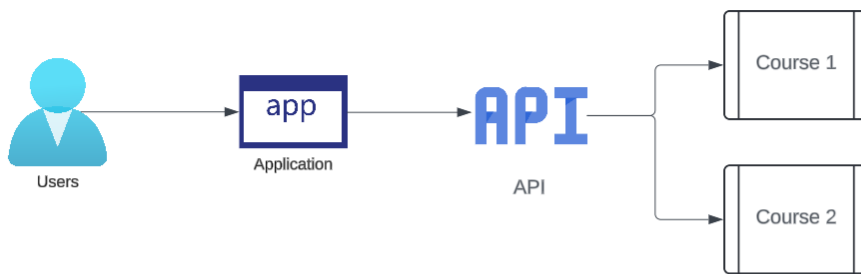 Users
app
Application
API
API
Course 1
Course 2